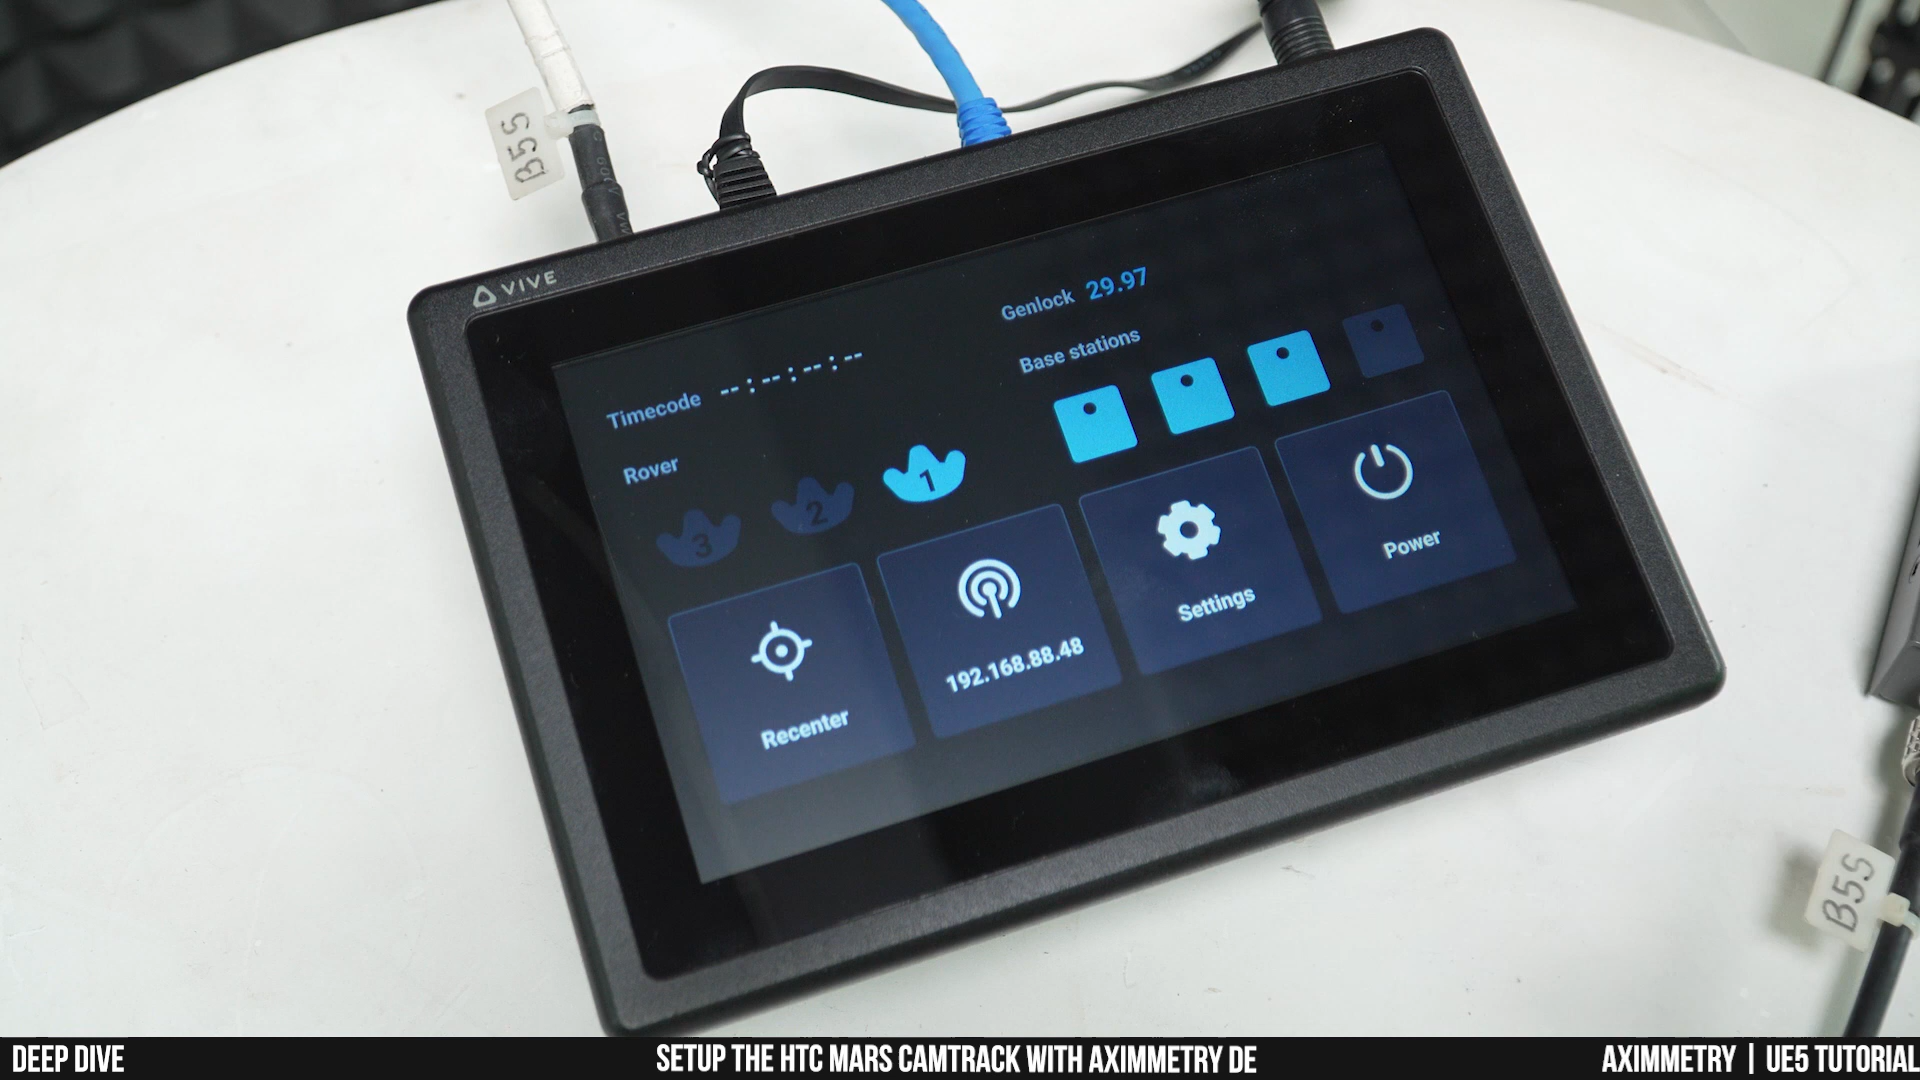 B55
VIVE
Timecode --:--:--:--
Genlock 29.97
Rover
3 2 1
Base stations
Recenter
192.168.88.48
Settings
Power
B55
DEEP DIVE
SETUP THE HTC MARS CAMTRACK WITH AXIMMETRY DE
AXIMMETRY | UE5 TUTORIAL